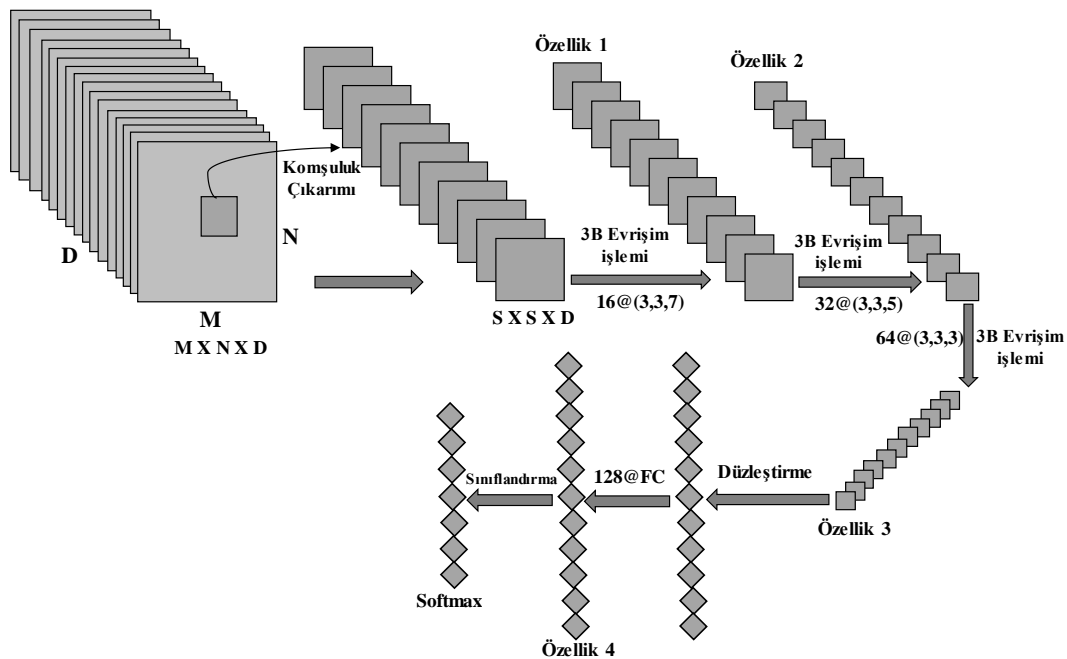 Özellik 1
Özellik 2
Komşuluk
Çıkarımı
D
N
M
M X N X D
S X S X D
3B Evrişim
işlemi
16@(3,3,7)
3B Evrişim
işlemi
32@(3,3,5)
64@(3,3,3)
3B Evrişim
işlemi
Özellik 3
Düzleştirme
128@FC
Sınıflandırma
Özellik 4
Softmax